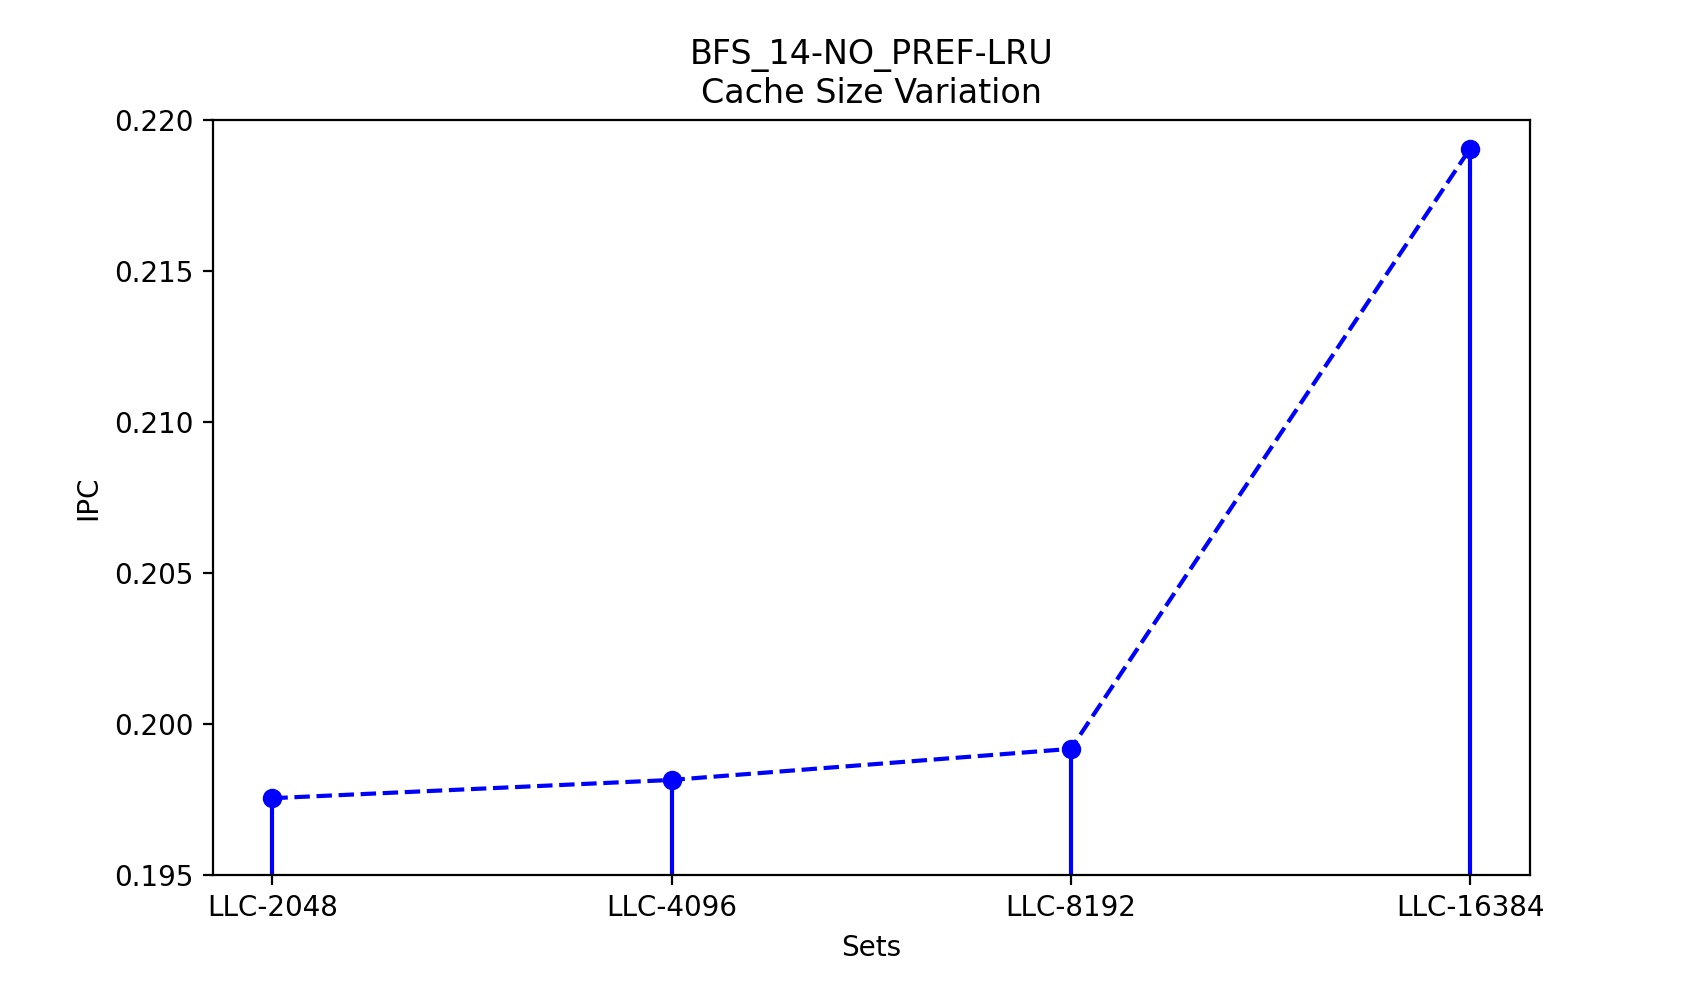 BFS_14-NO_PREF-LRU
Cache Size Variation
0.220
0.215
0.210
0.205
0.200
0.195
IPC
LLC-2048
LLC-4096
LLC-8192
LLC-16384
Sets